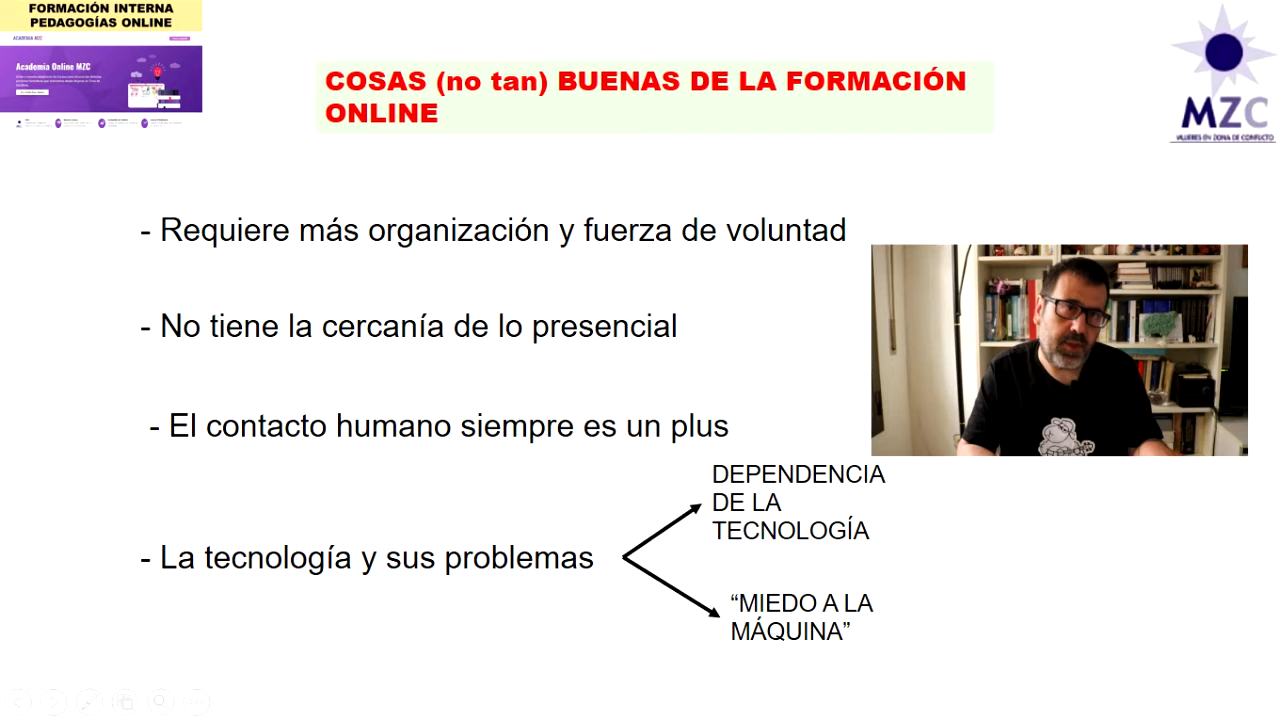 FORMACIÓN INTERNA
PEDAGOGÍAS ONLINE
ACADEMIA MZC
Academia Online MZC
COSAS (no tan) BUENAS DE LA FORMACIÓN
ONLINE
MZC
MUJERES EN ZONA DE CONFLICTO
- Requiere más organización y fuerza de voluntad
- No tiene la cercanía de lo presencial
- El contacto humano siempre es un plus
- La tecnología y sus problemas
DEPENDENCIA
DE LA
TECNOLOGÍA
“MIEDO A LA
MÁQUINA”